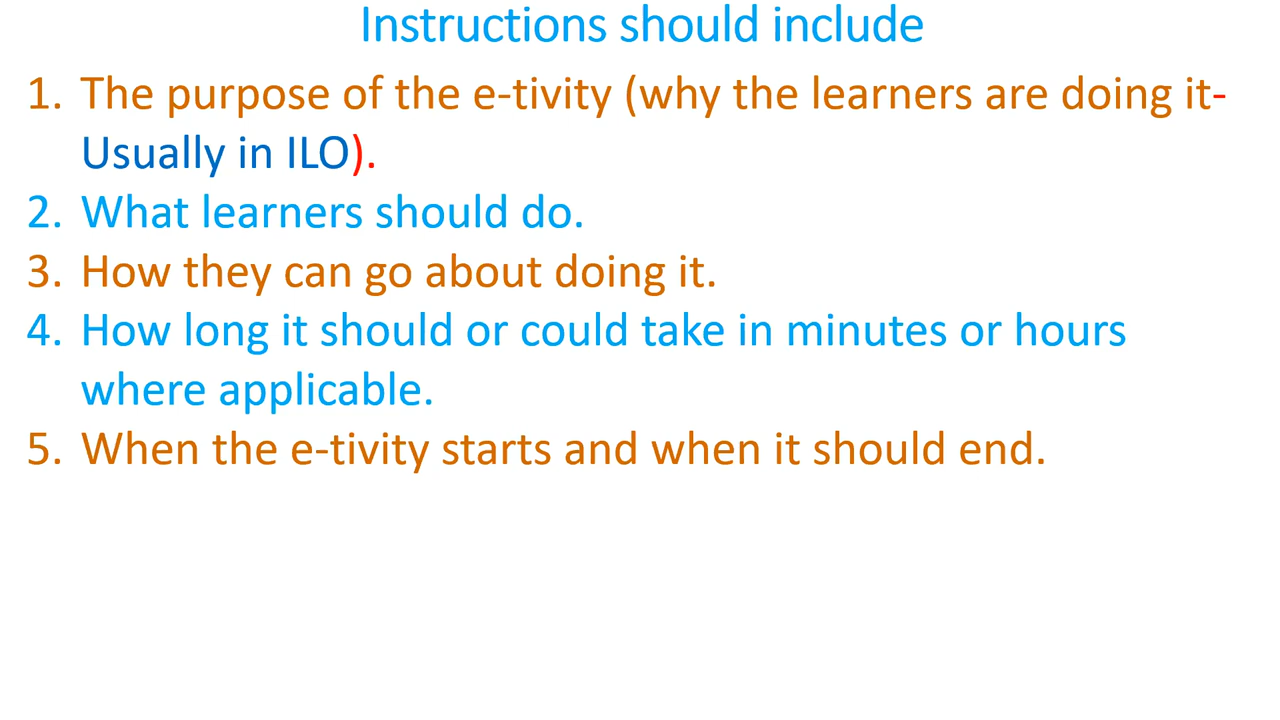 Instructions should include
1. The purpose of the e-tivity (why the learners are doing it-
Usually in ILO).
2. What learners should do.
3. How they can go about doing it.
4. How long it should or could take in minutes or hours
where applicable.
5. When the e-tivity starts and when it should end.